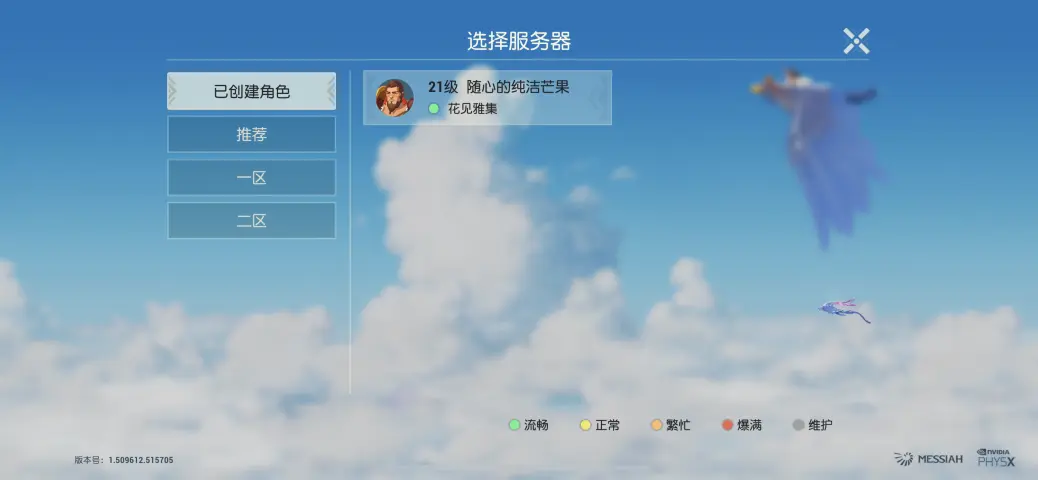 选择服务器
已创建角色
推荐
一区
二区
21级 随心的纯洁芒果
花见雅集
流畅 正常 繁忙 爆满 维护
版本号：1.509612.515705
MESSIAH
NVIDIA
PHYSX